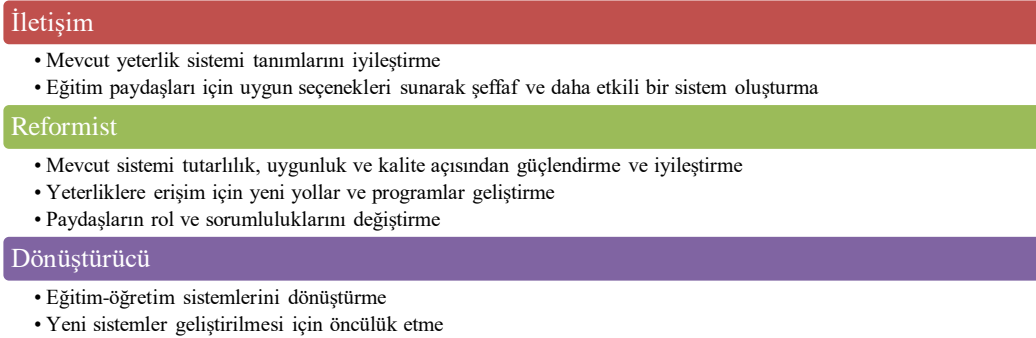 İletişim
• Mevcut yeterlik sistemi tanımlarını iyileştirme
• Eğitim paydaşları için uygun seçenekleri sunarak şeffaf ve daha etkili bir sistem oluşturma
Reformist
• Mevcut sistemi tutarlılık, uygunluk ve kalite açısından güçlendirme ve iyileştirme
• Yeterliklere erişim için yeni yollar ve programlar geliştirme
• Paydaşların rol ve sorumluluklarını değiştirme
Dönüştürücü
• Eğitim-öğretim sistemlerini dönüştürme
• Yeni sistemler geliştirilmesi için öncülük etme